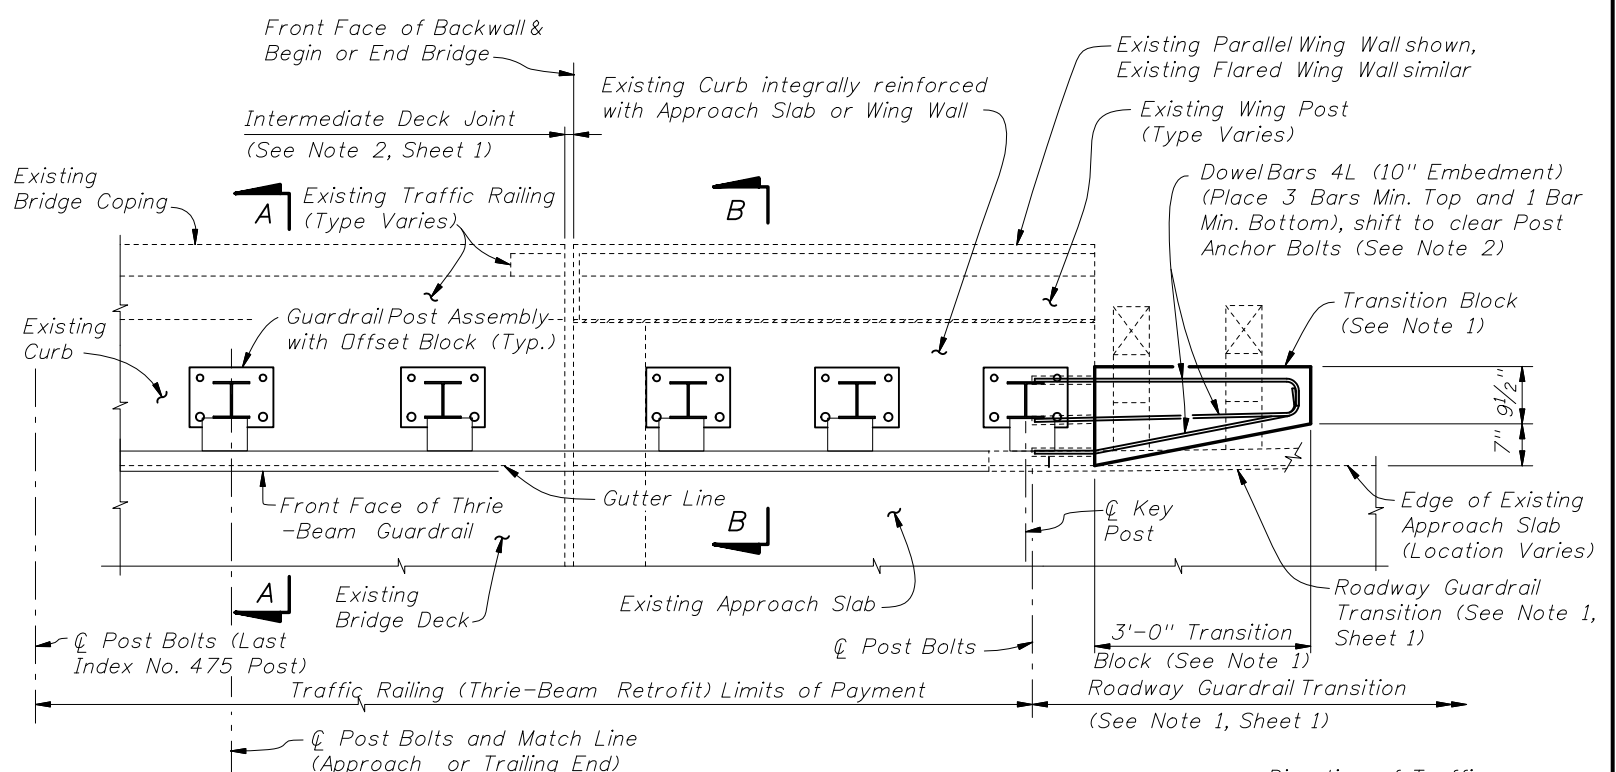 Front Face of Backwall &
Begin or End Bridge
Existing Curb integrally reinforced
with Approach Slab or Wing Wall
Existing Parallel Wing Wall shown,
Existing Flared Wing Wall similar
Intermediate Deck Joint
(See Note 2, Sheet 1)
Existing Wing Post
(Type Varies)
Existing
Bridge Coping
A
Existing Traffic Railing
(Type Varies)
B
Dowel Bars 4L (10" Embedment)
(Place 3 Bars Min. Top and 1 Bar
Min. Bottom), shift to clear Post
Anchor Bolts (See Note 2)
Existing
Curb
Guardrail Post Assembly
with Offset Block (Typ.)
Transition Block
(See Note 1)
9½"
7"
Front Face of Thrie
-Beam Guardrail
Gutter Line
B
℄ Key
Post
Edge of Existing
Approach Slab
(Location Varies)
A
Existing
Bridge Deck
Existing Approach Slab
Roadway Guardrail
Transition (See Note 1,
Sheet 1)
℄ Post Bolts (Last
Index No. 475 Post)
℄ Post Bolts
3'-0" Transition
Block (See Note 1)
Traffic Railing (Thrie-Beam Retrofit) Limits of Payment
Roadway Guardrail Transition
(See Note 1, Sheet 1)
℄ Post Bolts and Match Line
(Approach or Trailing End)